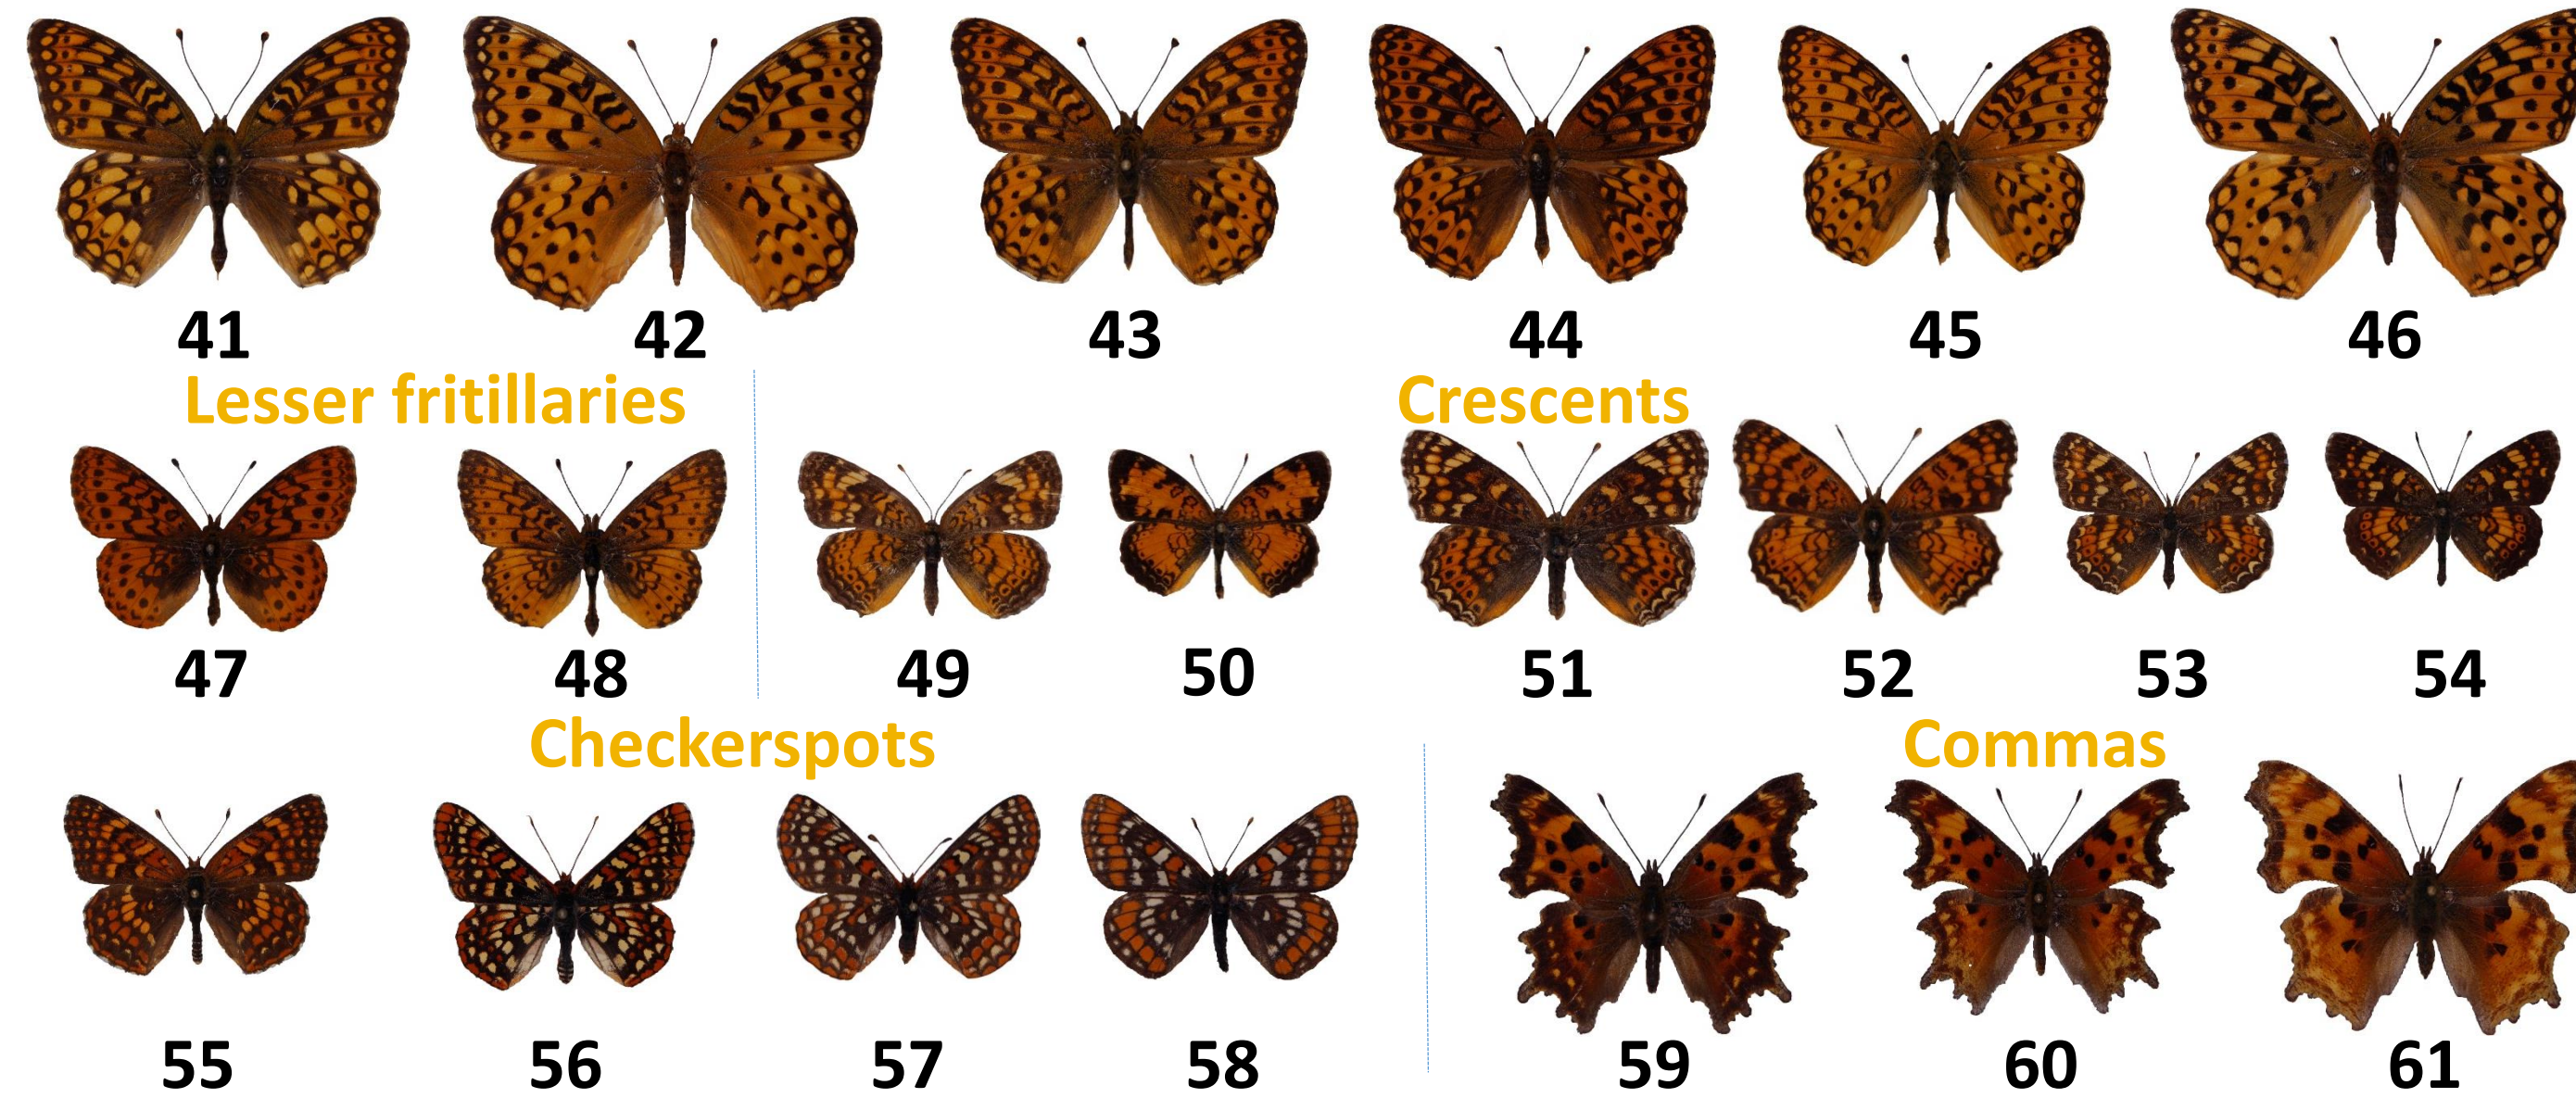 41 42 43 44 45 46
Lesser fritillaries Crescents
47 48 49 50 51 52 53 54
Checkerspots Commas
55 56 57 58 59 60 61